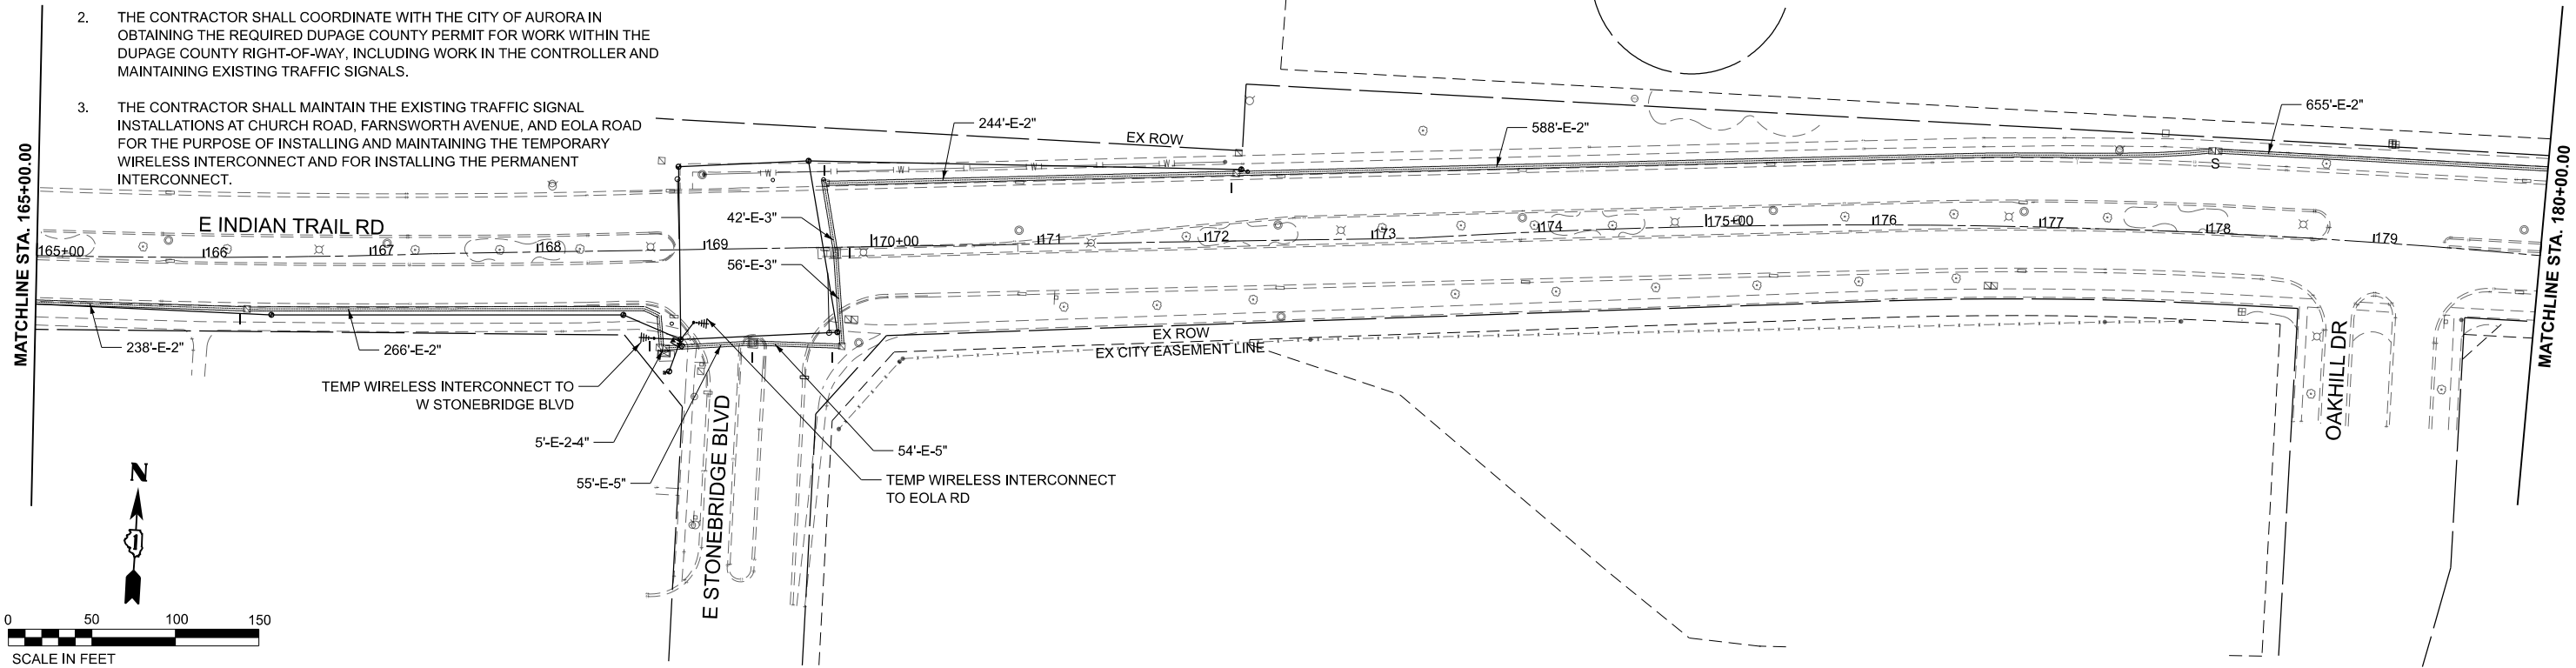 2. THE CONTRACTOR SHALL COORDINATE WITH THE CITY OF AURORA IN
OBTAINING THE REQUIRED DUPAGE COUNTY PERMIT FOR WORK WITHIN THE
DUPAGE COUNTY RIGHT-OF-WAY, INCLUDING WORK IN THE CONTROLLER AND
MAINTAINING EXISTING TRAFFIC SIGNALS.
3. THE CONTRACTOR SHALL MAINTAIN THE EXISTING TRAFFIC SIGNAL
INSTALLATIONS AT CHURCH ROAD, FARNSWORTH AVENUE, AND EOLA ROAD
FOR THE PURPOSE OF INSTALLING AND MAINTAINING THE TEMPORARY
WIRELESS INTERCONNECT AND FOR INSTALLING THE PERMANENT
INTERCONNECT.
MATCHLINE STA. 165+00.00
244'-E-2"
EX ROW
588'-E-2"
655'-E-2"
MATCHLINE STA. 180+00.00
W
W
W
S
E INDIAN TRAIL RD
42'-E-3"
56'-E-3"
165+00
166
167
168
169
170+00
171
172
173
174
175+00
176
177
178
179
I
I
I
I
I
I
I
238'-E-2"
266'-E-2"
EX ROW
EX CITY EASEMENT LINE
TEMP WIRELESS INTERCONNECT TO
W STONEBRIDGE BLVD
5'-E-2-4"
55'-E-5"
54'-E-5"
TEMP WIRELESS INTERCONNECT
TO EOLA RD
E STONEBRIDGE BLVD
OAKHILL DR
N
0 50 100 150
SCALE IN FEET